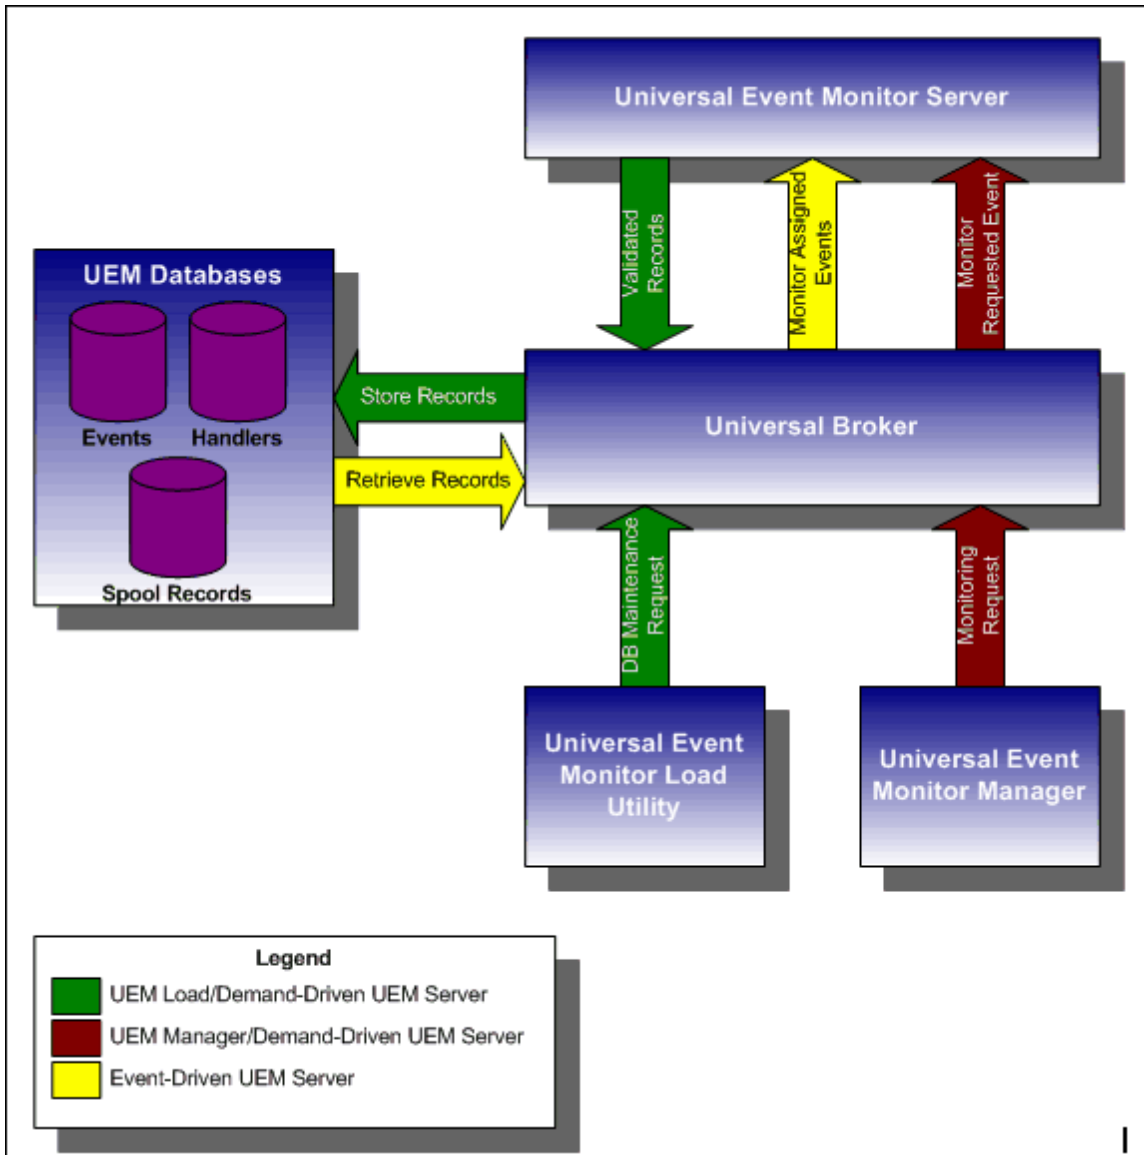 Universal Event Monitor Server
Validated
Records
Monitor Assigned
Events
Monitor
Requested Event
UEM Databases
Events
Handlers
Spool Records
Store Records
Retrieve Records
Universal Broker
DB Maintenance
Request
Monitoring
Request
Universal Event
Monitor Load
Utility
Universal Event
Monitor Manager
Legend
UEM Load/Demand-Driven UEM Server
UEM Manager/Demand-Driven UEM Server
Event-Driven UEM Server